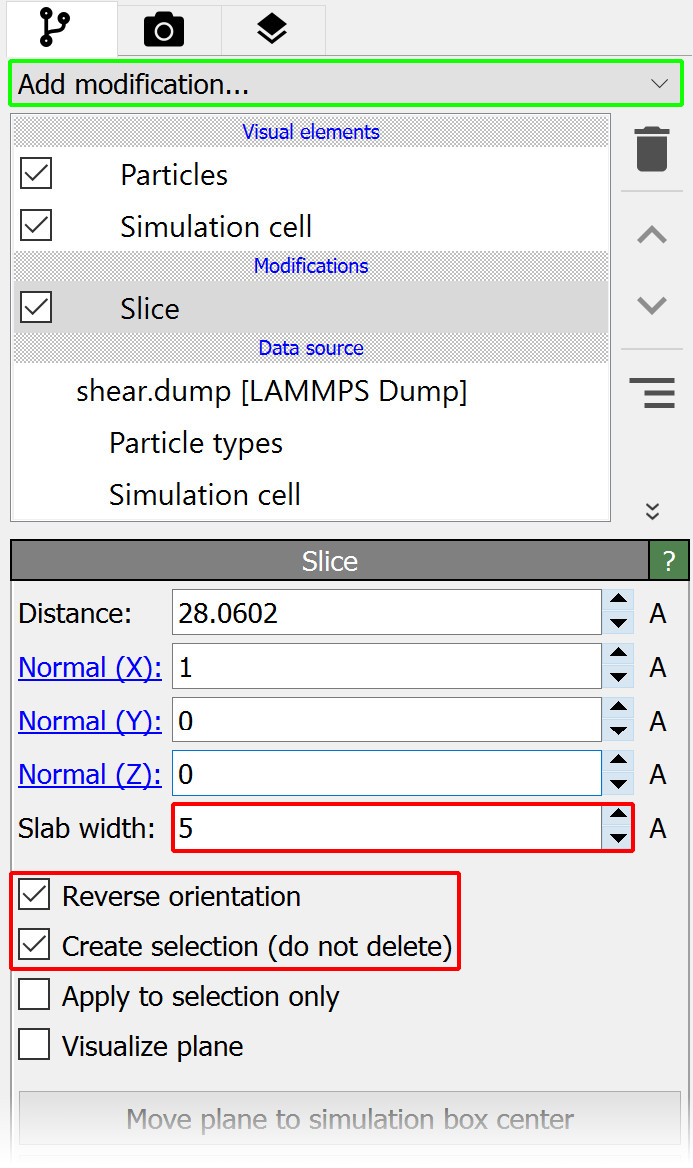 Add modification...
Visual elements
Particles
Simulation cell
Modifications
Slice
Data source
shear.dump [LAMMPS Dump]
Particle types
Simulation cell
Slice ?
Distance: 28.0602 A
Normal (X): 1 A
Normal (Y): 0 A
Normal (Z): 0 A
Slab width: 5 A
Reverse orientation
Create selection (do not delete)
Apply to selection only
Visualize plane
Move plane to simulation box center